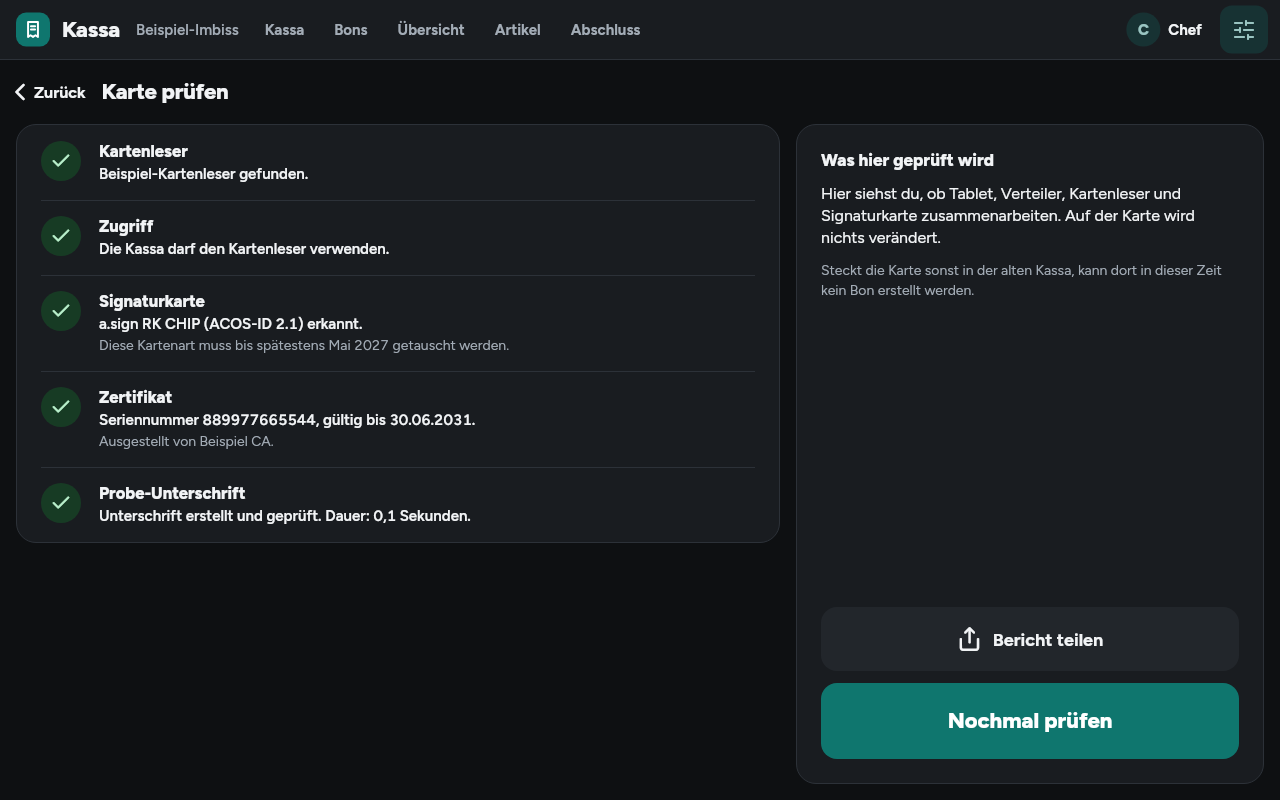 Kassa Beispiel-Imbiss Kassa Bons Übersicht Artikel Abschluss C Chef
Zurück Karte prüfen
Kartenleser
Beispiel-Kartenleser gefunden.
Zugriff
Die Kassa darf den Kartenleser verwenden.
Signaturkarte
a.sign RK CHIP (ACOS-ID 2.1) erkannt.
Diese Kartenart muss bis spätestens Mai 2027 getauscht werden.
Zertifikat
Seriennummer 889977665544, gültig bis 30.06.2031.
Ausgestellt von Beispiel CA.
Probe-Unterschrift
Unterschrift erstellt und geprüft. Dauer: 0,1 Sekunden.
Was hier geprüft wird
Hier siehst du, ob Tablet, Verteiler, Kartenleser und
Signaturkarte zusammenarbeiten. Auf der Karte wird
nichts verändert.
Steckt die Karte sonst in der alten Kassa, kann dort in dieser Zeit
kein Bon erstellt werden.
Bericht teilen
Nochmal prüfen